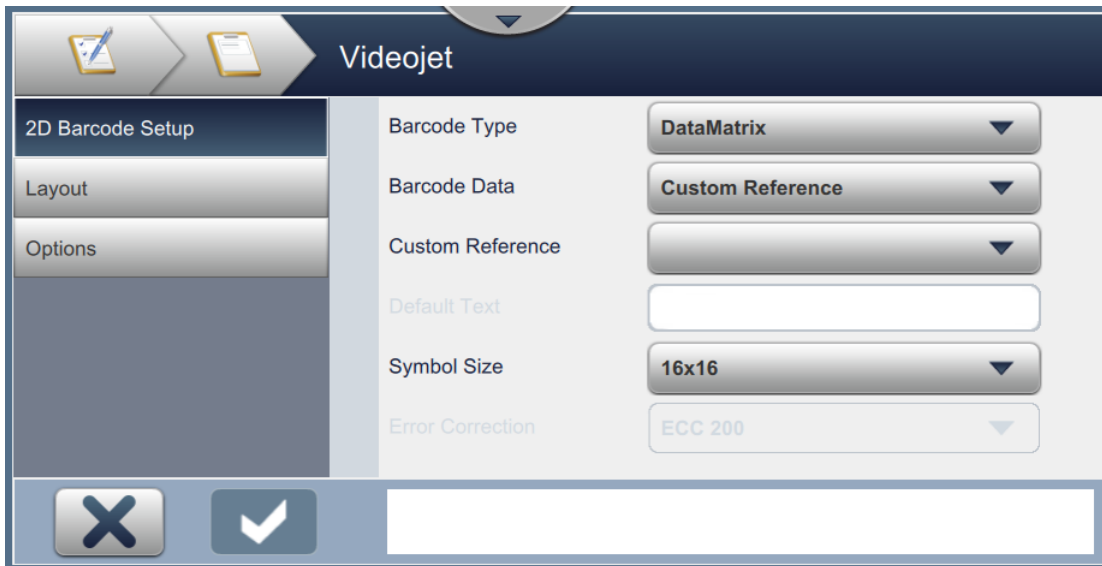 Videojet
2D Barcode Setup
Layout
Options
Barcode Type
DataMatrix
Barcode Data
Custom Reference
Custom Reference
Default Text
Symbol Size
16x16
Error Correction
ECC 200